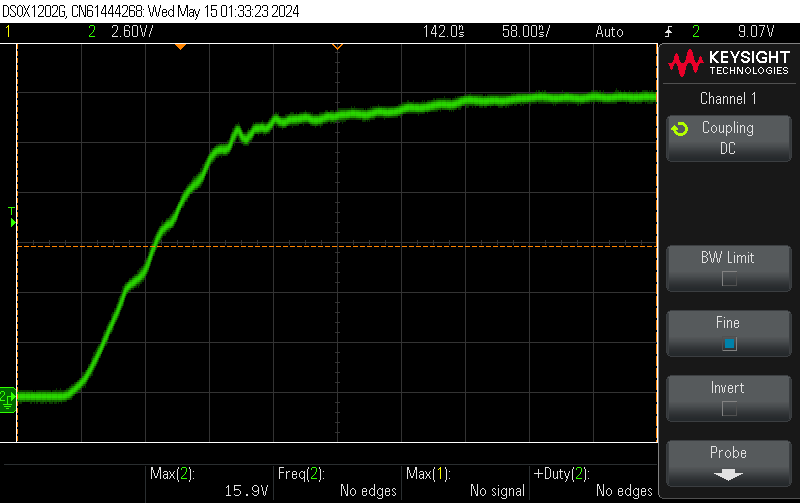 DSOX1202G, CN61444268: Wed May 15 01:33:23 2024
1 2 2.60V/ 142.0s 58.00s/ Auto 2 9.07V
KEYSIGHT
TECHNOLOGIES
Channel 1
Coupling
DC
BW Limit
Fine
Invert
Probe
T
2
Max(2): Freq(2): Max(1): +Duty(2):
15.9V No edges No signal No edges